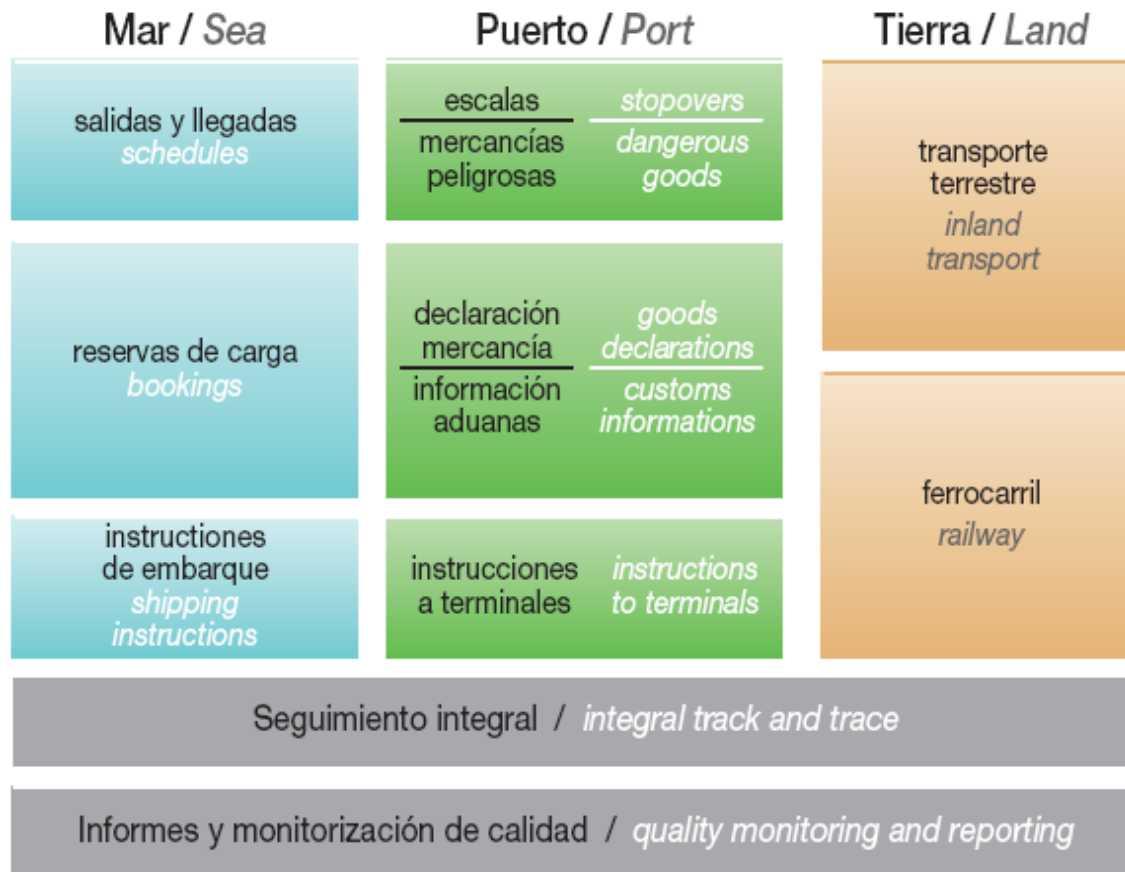 Mar / Sea
salidas y llegadas
schedules
reservas de carga
bookings
instructiones
de embarque
shipping
instructions
Puerto / Port
escalas
mercancías
peligrosas
stopovers
dangerous
goods
declaración
mercancía
información
aduanas
goods
declarations
customs
informations
instrucciones
a terminales
instructions
to terminals
Tierra / Land
transporte
terrestre
inland
transport
ferrocarril
railway
Seguimiento integral / integral track and trace
Informes y monitorización de calidad / quality monitoring and reporting